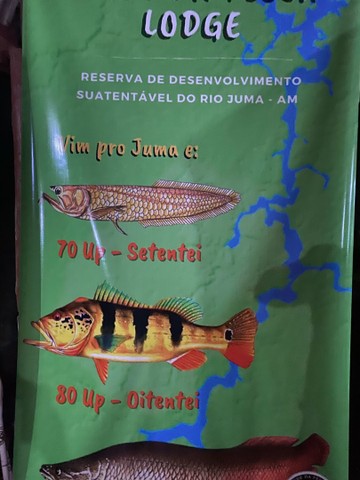 LODGE
RESERVA DE DESENVOLVIMENTO
SUATENTÁVEL DO RIO JUMA - AM
Vim pro Juma e:
70 Up - Setentei
80 Up - Oitentei